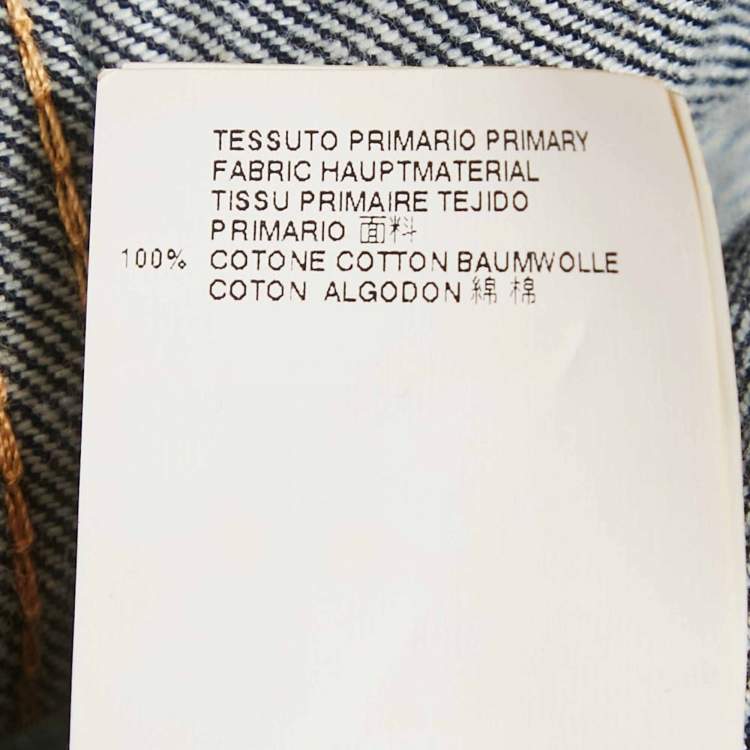 TESSUTO PRIMARIO PRIMARY
FABRIC HAUPTMATERIAL
TISSU PRIMAIRE TEJIDO
PRIMARIO 面料
100% COTONE COTTON BAUMWOLLE
COTON ALGODON 綿 棉